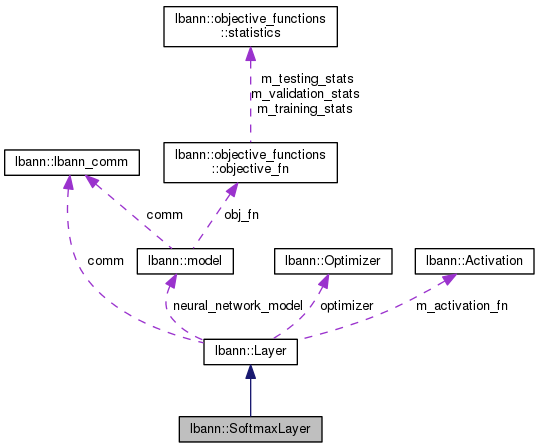 lbann::objective_functions
::statistics
m_testing_stats
m_validation_stats
m_training_stats
lbann::lbann_comm
lbann::objective_functions
::objective_fn
comm
obj_fn
comm
lbann::model
lbann::Optimizer
lbann::Activation
neural_network_model
optimizer
m_activation_fn
lbann::Layer
lbann::SoftmaxLayer